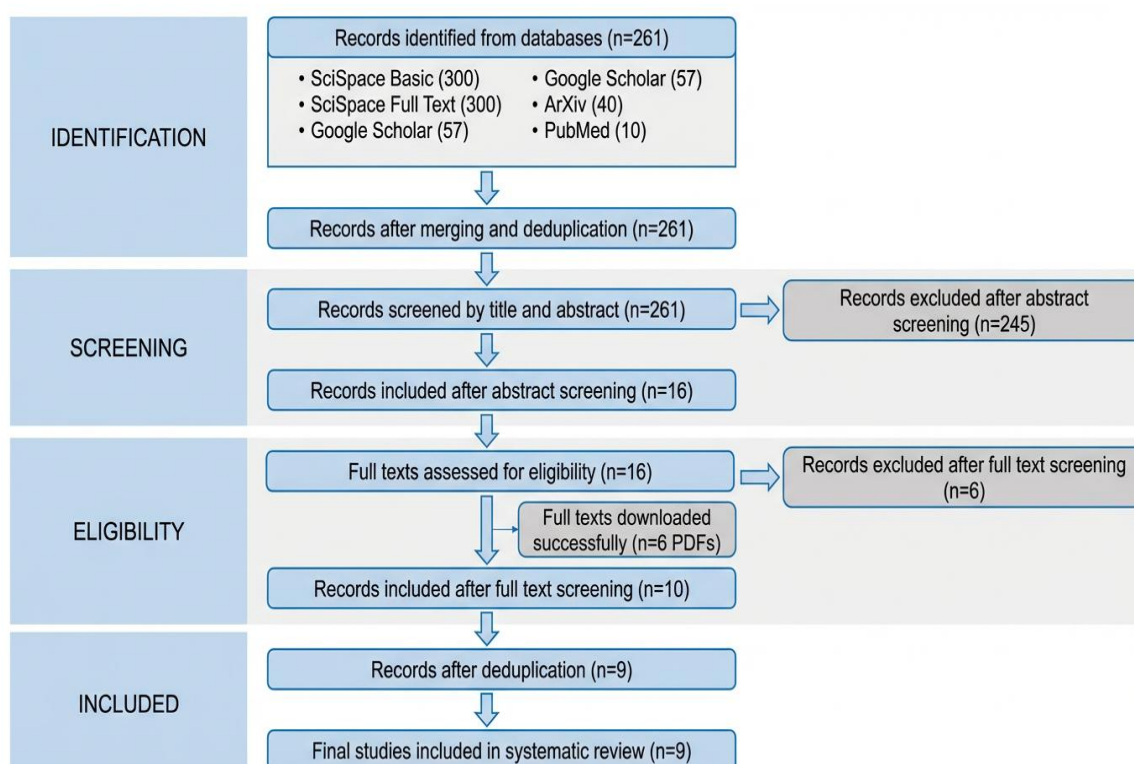 IDENTIFICATION
Records identified from databases (n=261)
• SciSpace Basic (300)
• SciSpace Full Text (300)
• Google Scholar (57)
• Google Scholar (57)
• ArXiv (40)
• PubMed (10)
Records after merging and deduplication (n=261)
SCREENING
Records screened by title and abstract (n=261)
Records excluded after abstract
screening (n=245)
Records included after abstract screening (n=16)
ELIGIBILITY
Full texts assessed for eligibility (n=16)
Records excluded after full text screening
(n=6)
Full texts downloaded
successfully (n=6 PDFs)
Records included after full text screening (n=10)
INCLUDED
Records after deduplication (n=9)
Final studies included in systematic review (n=9)